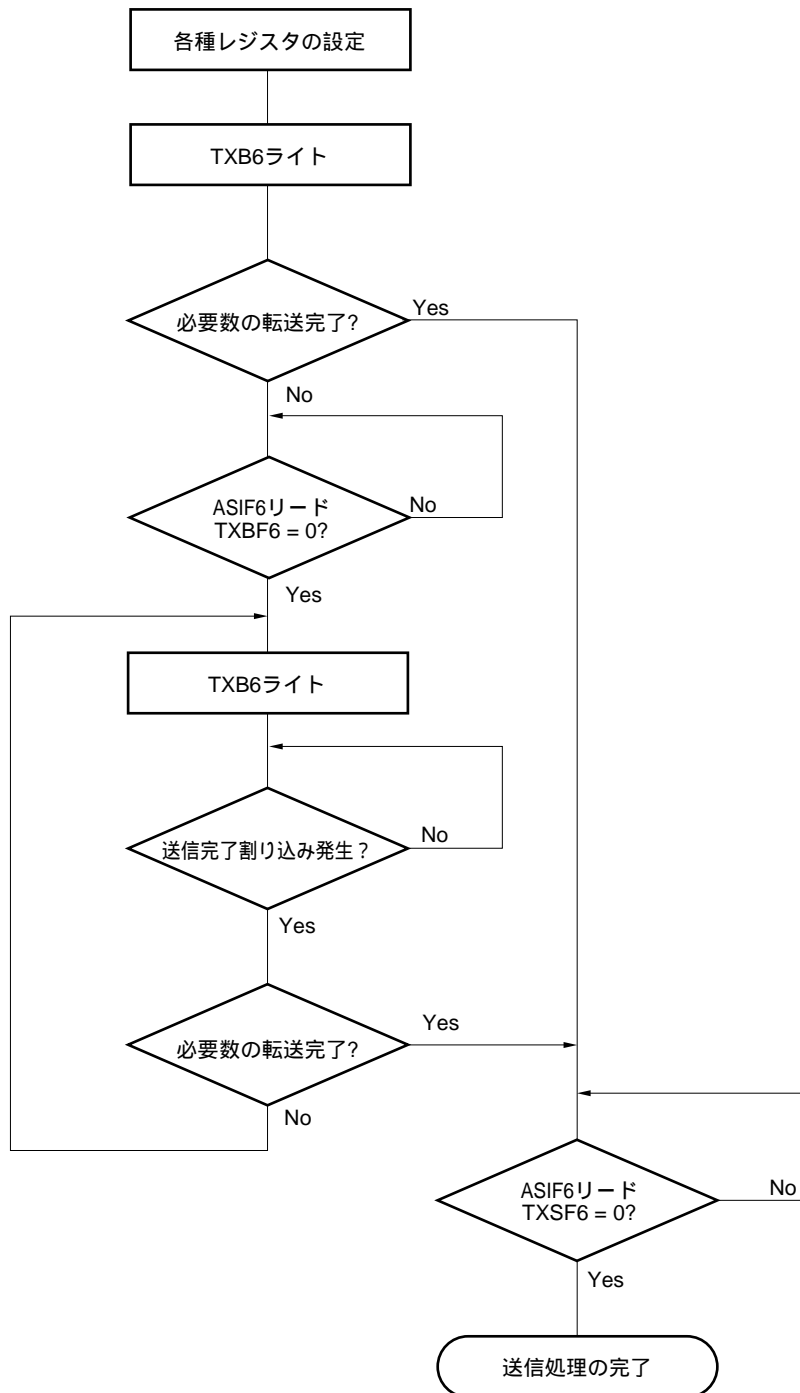 各種レジスタの設定
TXB6ライト
必要数の転送完了?
Yes
No
ASIF6リード
TXBF6 = 0?
No
Yes
TXB6ライト
送信完了割り込み発生？
No
Yes
必要数の転送完了?
Yes
No
ASIF6リード
TXSF6 = 0?
No
Yes
送信処理の完了